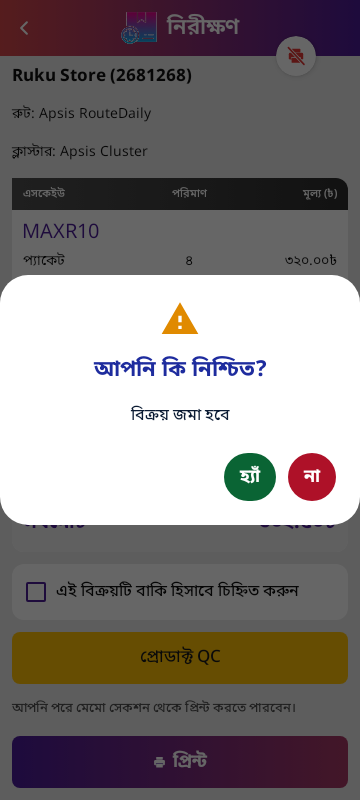 নিরীক্ষণ
Ruku Store (2681268)
রুট: Apsis RouteDaily
ক্লাস্টার: Apsis Cluster
এসকেইউ পরিমাণ মূল্য (৳)
MAXR10
প্যাকেট ৪ ৩২০.০০৳
আপনি কি নিশ্চিত?
বিক্রয় জমা হবে
হ্যাঁ না
এই বিক্রয়টি বাকি হিসাবে চিহ্নিত করুন
প্রোডাক্ট QC
আপনি পরে মেমো সেকশন থেকে প্রিন্ট করতে পারবেন।
প্রিন্ট